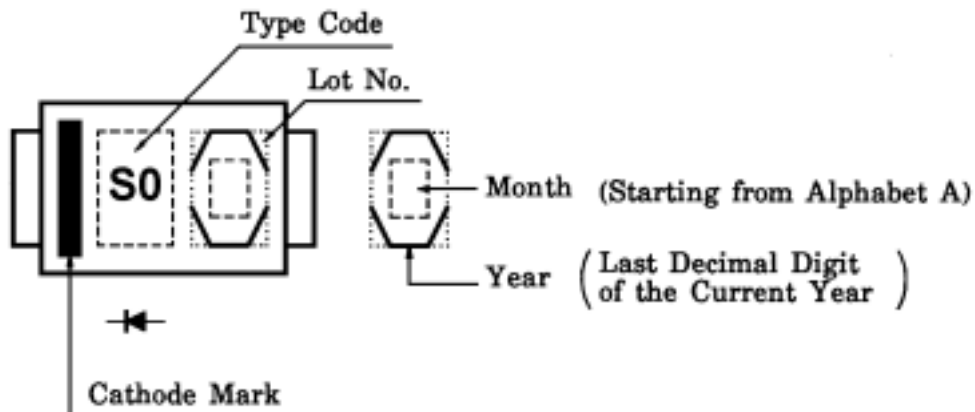 Type Code
Lot No.
S0
Month (Starting from Alphabet A)
Year (Last Decimal Digit
of the Current Year)
Cathode Mark